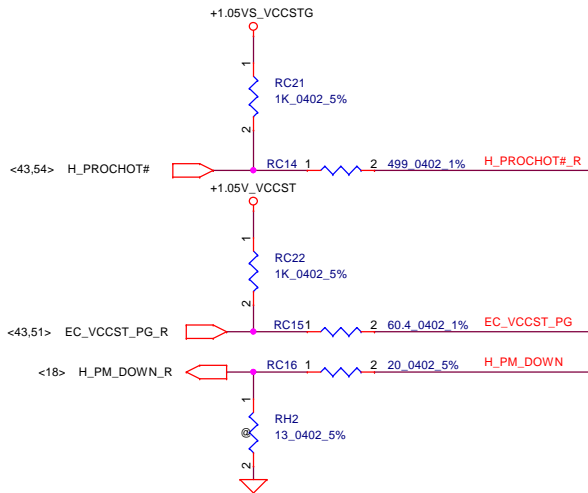 +1.05VS_VCCSTG
1
RC21
1K_0402_5%
2
<43,54> H_PROCHOT# RC14 1 2 499_0402_1% H_PROCHOT#_R
+1.05V_VCCST
1
RC22
1K_0402_5%
2
<43,51> EC_VCCST_PG_R RC15 1 2 60.4_0402_1% EC_VCCST_PG
<18> H_PM_DOWN_R RC16 1 2 20_0402_5% H_PM_DOWN
1
RH2
@ 13_0402_5%
2